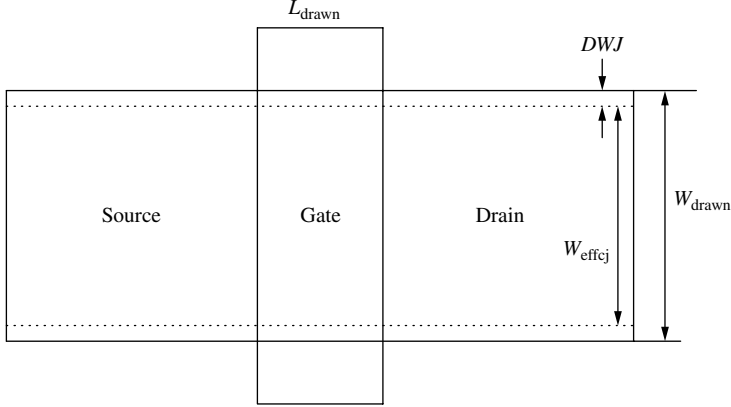 L_drawn
DWJ
Source
Gate
Drain
W_drawn
W_effcj